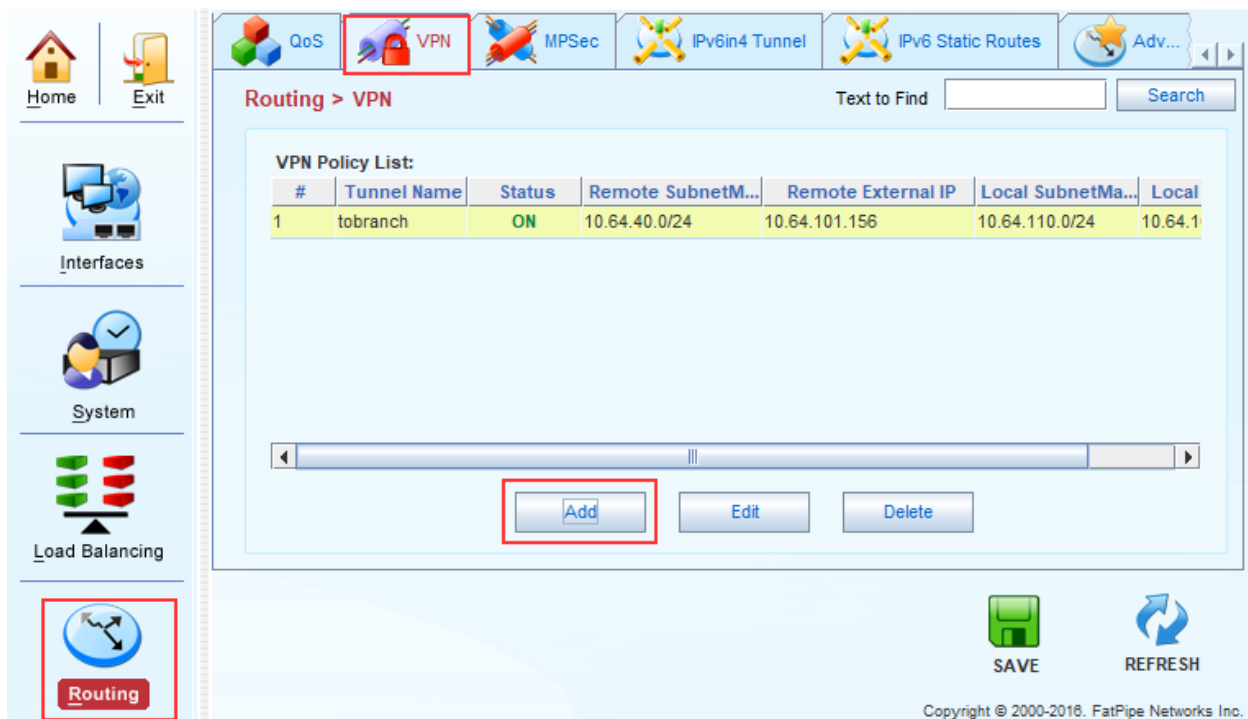 Home
Exit
Interfaces
System
Load Balancing
Routing
QoS
VPN
MPSec
IPv6in4 Tunnel
IPv6 Static Routes
Adv...
Routing > VPN
Text to Find
Search
VPN Policy List:
# Tunnel Name Status Remote SubnetM... Remote External IP Local SubnetMa... Local
1 tobranch ON 10.64.40.0/24 10.64.101.156 10.64.110.0/24 10.64.1
Add
Edit
Delete
SAVE
REFRESH
Copyright © 2000-2016. FatPipe Networks Inc.